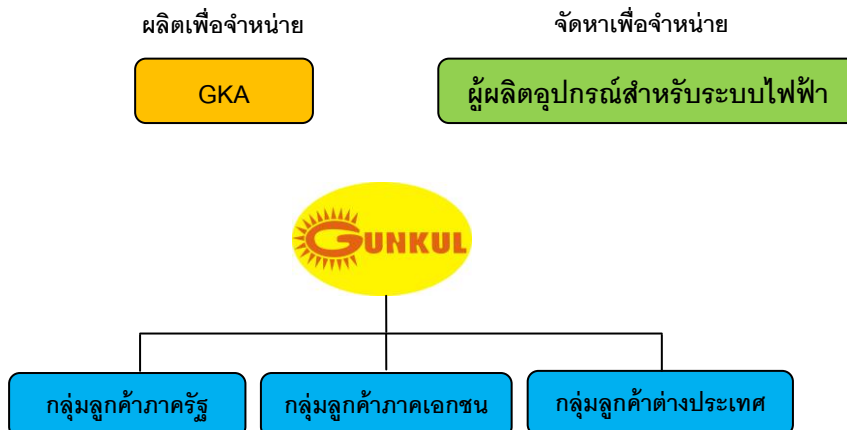 ผลิตเพื่อจำหน่าย
จัดหาเพื่อจำหน่าย
GKA
ผู้ผลิตอุปกรณ์สำหรับระบบไฟฟ้า
GUNKUL
กลุ่มลูกค้าภาครัฐ
กลุ่มลูกค้าภาคเอกชน
กลุ่มลูกค้าต่างประเทศ